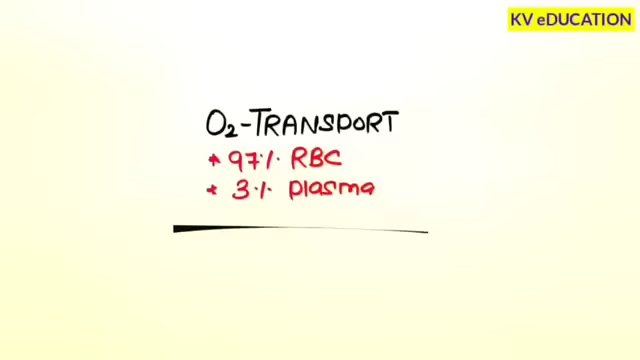 KV eDUCATION
O₂-TRANSPORT
* 97% RBC
* 3% plasma